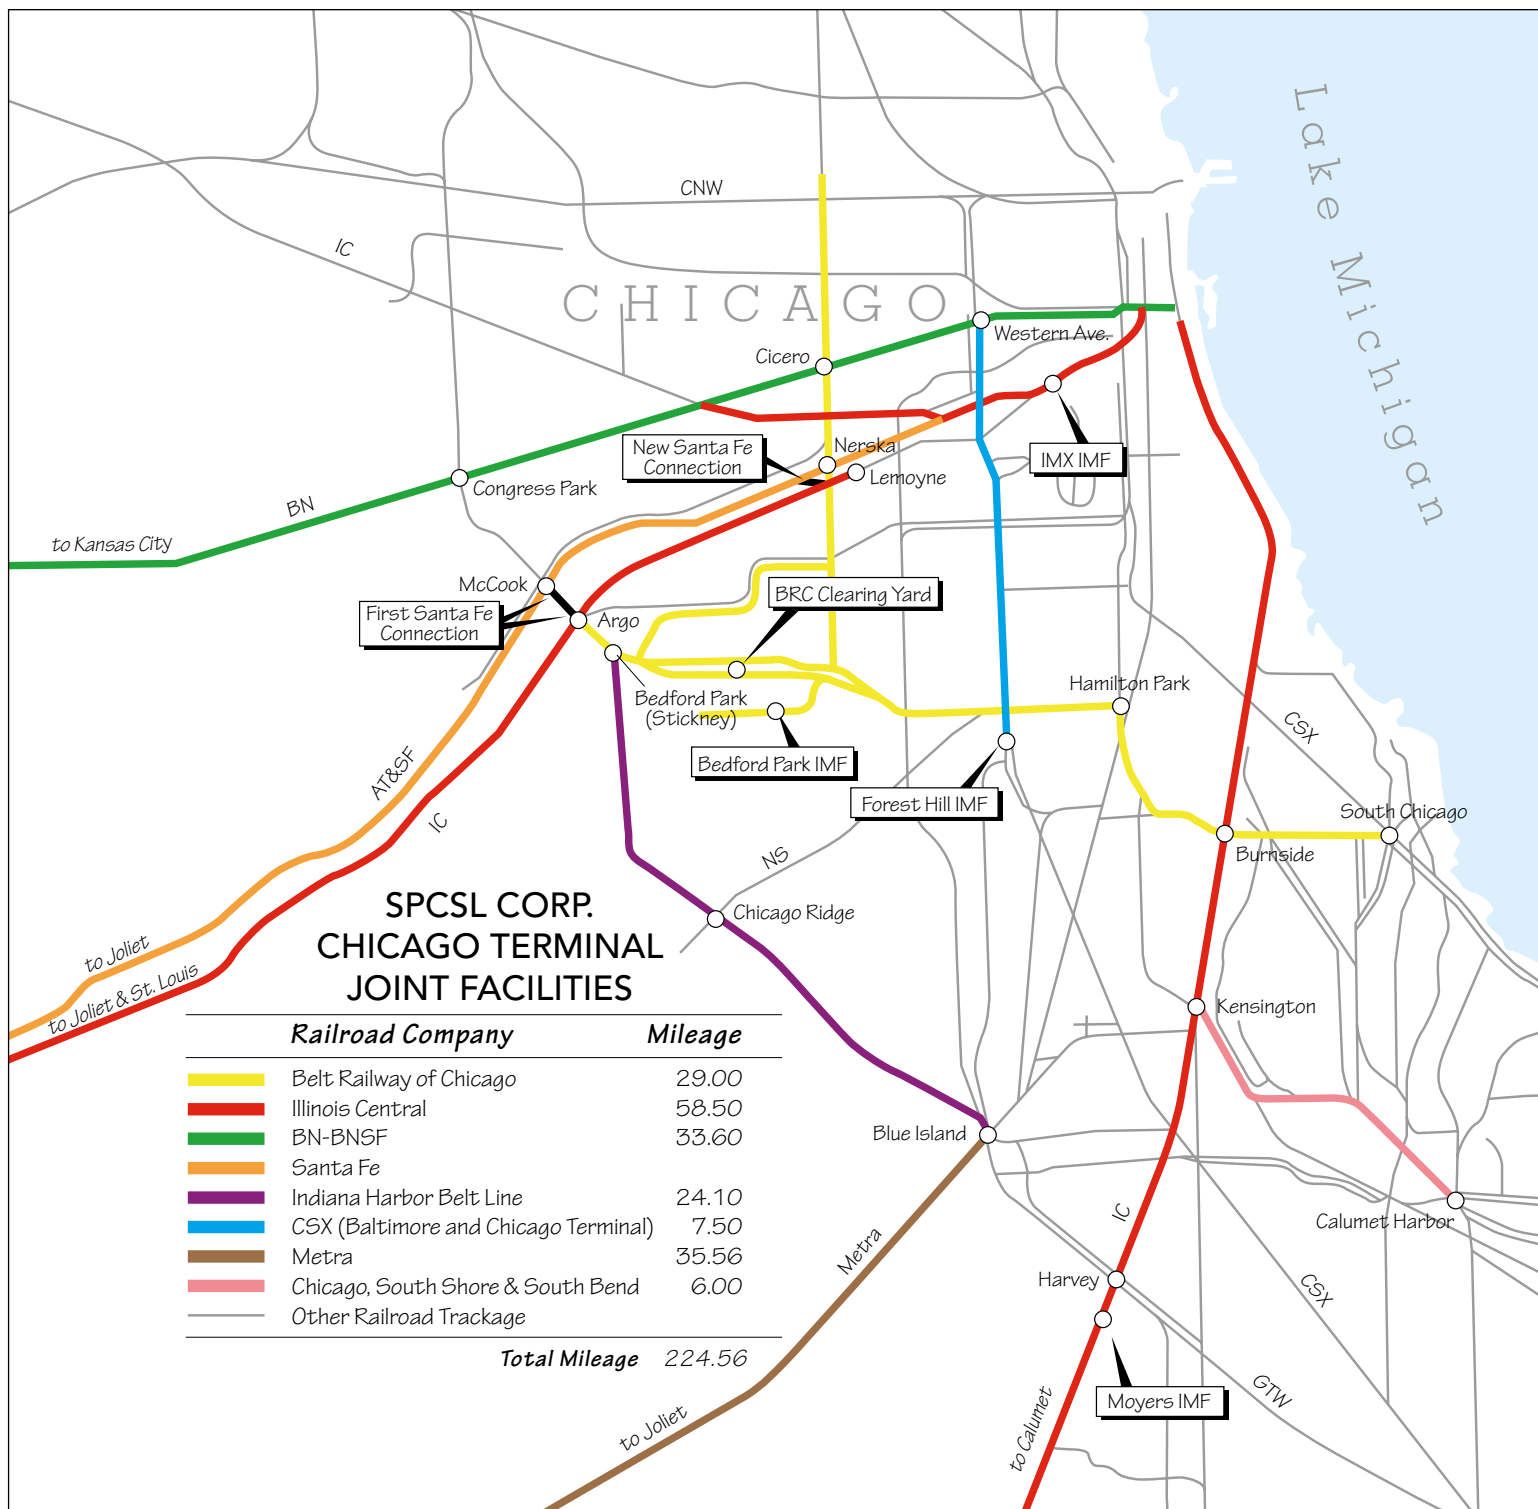 Lake Michigan
CNW
IC
CHICAGO
Western Ave.
Cicero
New Santa Fe
Connection
Nerska
IMX IMF
Lemoyne
Congress Park
BN
to Kansas City
McCook
BRC Clearing Yard
First Santa Fe
Connection
Argo
Hamilton Park
Bedford Park
(Stickney)
CSX
Bedford Park IMF
AT&SF
Forest Hill IMF
South Chicago
IC
Burnside
NS
Chicago Ridge
to Joliet
to Joliet & St. Louis
Kensington
SPCSL CORP.
CHICAGO TERMINAL
JOINT FACILITIES
Railroad Company Mileage
Belt Railway of Chicago 29.00
Illinois Central 58.50
BN-BNSF 33.60
Santa Fe
Indiana Harbor Belt Line 24.10
CSX (Baltimore and Chicago Terminal) 7.50
Metra 35.56
Chicago, South Shore & South Bend 6.00
Other Railroad Trackage
Total Mileage 224.56
Blue Island
Calumet Harbor
IC
Metra
Harvey
CSX
Moyers IMF
GTW
to Joliet
to Calumet